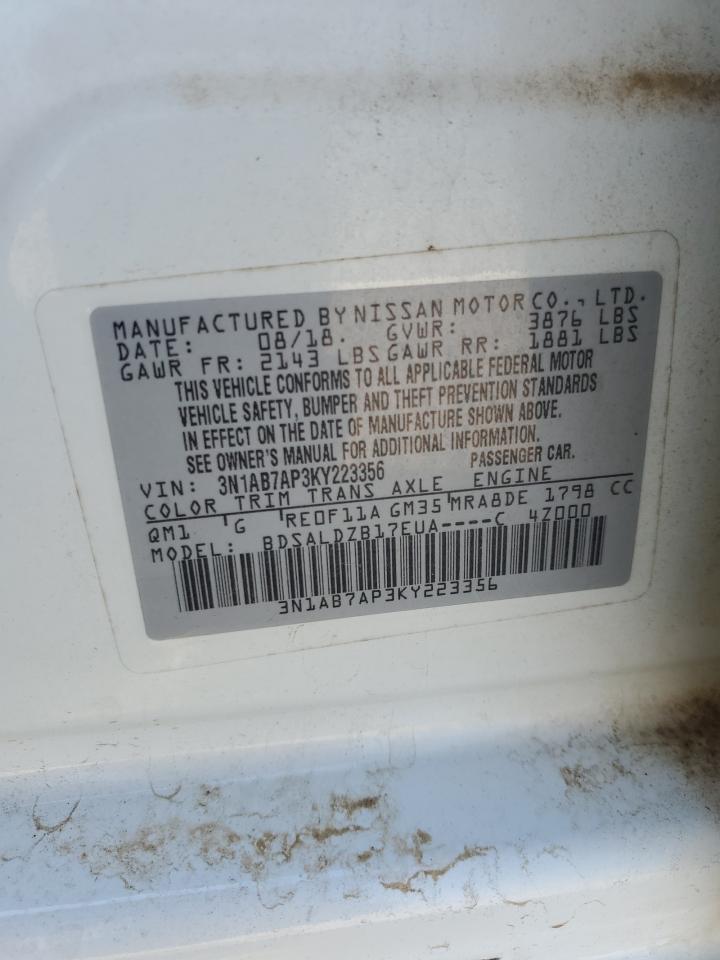 MANUFACTURED BY NISSAN MOTOR CO., LTD.
DATE: 08/18. GVWR: 3876 LBS
GAWR FR: 2143 LBS GAWR RR: 1881 LBS
THIS VEHICLE CONFORMS TO ALL APPLICABLE FEDERAL MOTOR
VEHICLE SAFETY, BUMPER AND THEFT PREVENTION STANDARDS
IN EFFECT ON THE DATE OF MANUFACTURE SHOWN ABOVE.
SEE OWNER'S MANUAL FOR ADDITIONAL INFORMATION.
VIN: 3N1AB7AP3KY223356 PASSENGER CAR.
COLOR TRIM TRANS AXLE ENGINE
QM1 G RE0F11A GM35 MRA8DE 1798 CC
MODEL: BDSALDZB17EUA----C 4Z000
3N1AB7AP3KY223356